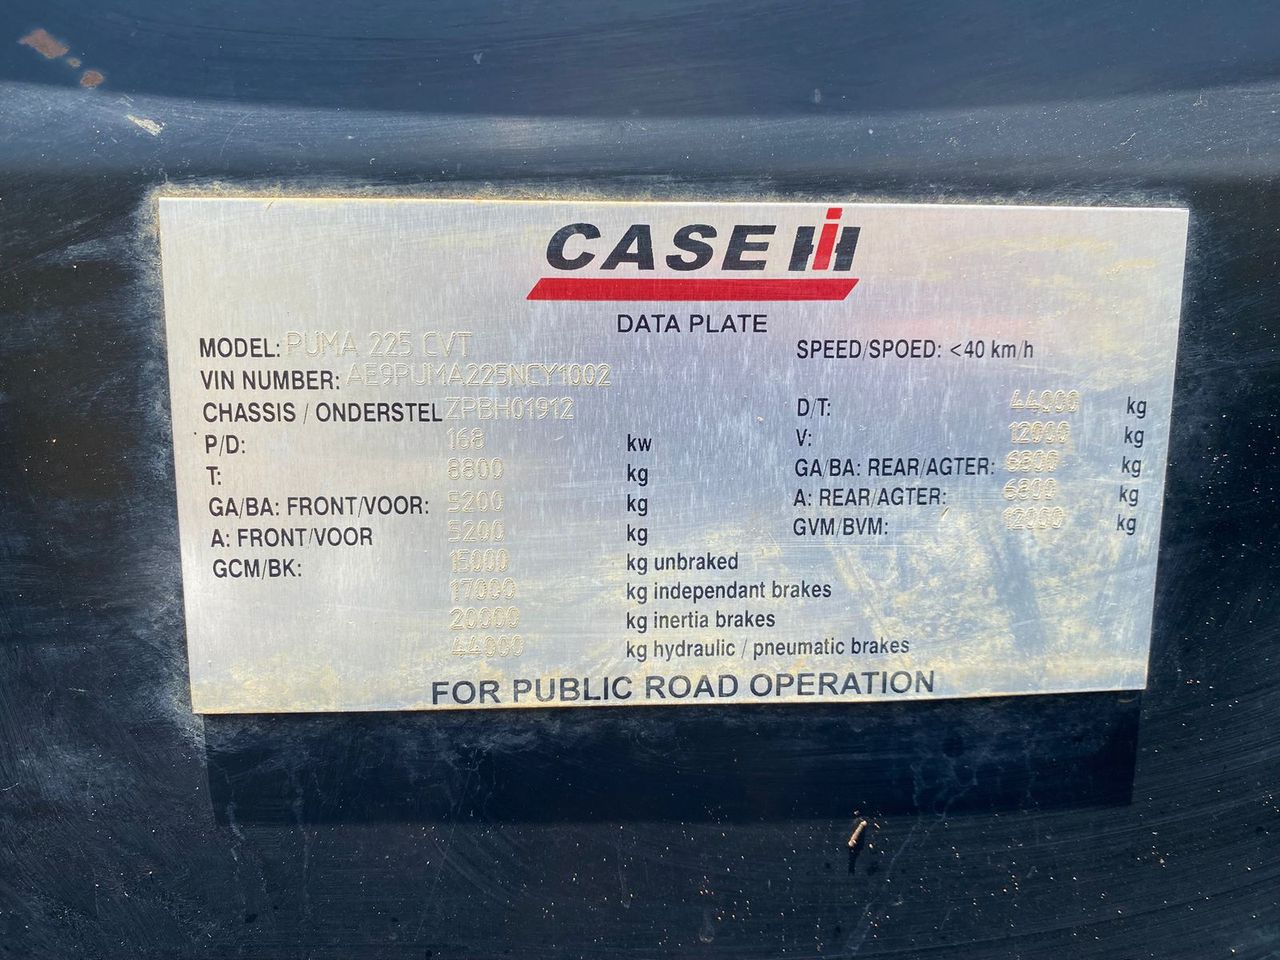 CASE IH
DATA PLATE
MODEL: PUMA 225 CVT
SPEED/SPOED: <40 km/h
VIN NUMBER: AE9PUMA225NCY1002
CHASSIS / ONDERSTEL ZPBH01912
D/T: 44000 kg
P/D: 168 kw
V: 12000 kg
T: 8800 kg
GA/BA: REAR/AGTER: 6800 kg
GA/BA: FRONT/VOOR: 5200 kg
A: REAR/AGTER: 6800 kg
A: FRONT/VOOR 5200 kg
GVM/BVM: 12000 kg
GCM/BK: 15000 kg unbraked
17000 kg independant brakes
20000 kg inertia brakes
44000 kg hydraulic / pneumatic brakes
FOR PUBLIC ROAD OPERATION